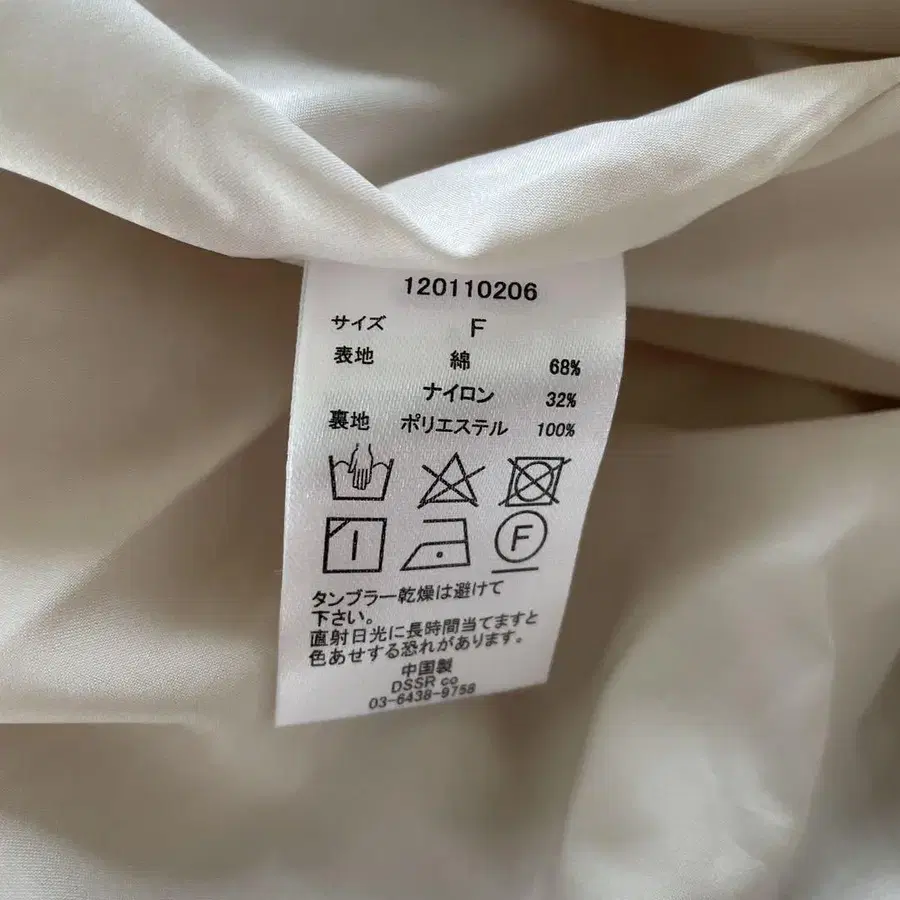 120110206
サイズ F
表地 綿 68%
ナイロン 32%
裏地 ポリエステル 100%
F
タンブラー乾燥は避けて
下さい。
直射日光に長時間当てますと
色あせする恐れがあります。
中国製
DSSR co
03-6438-9758